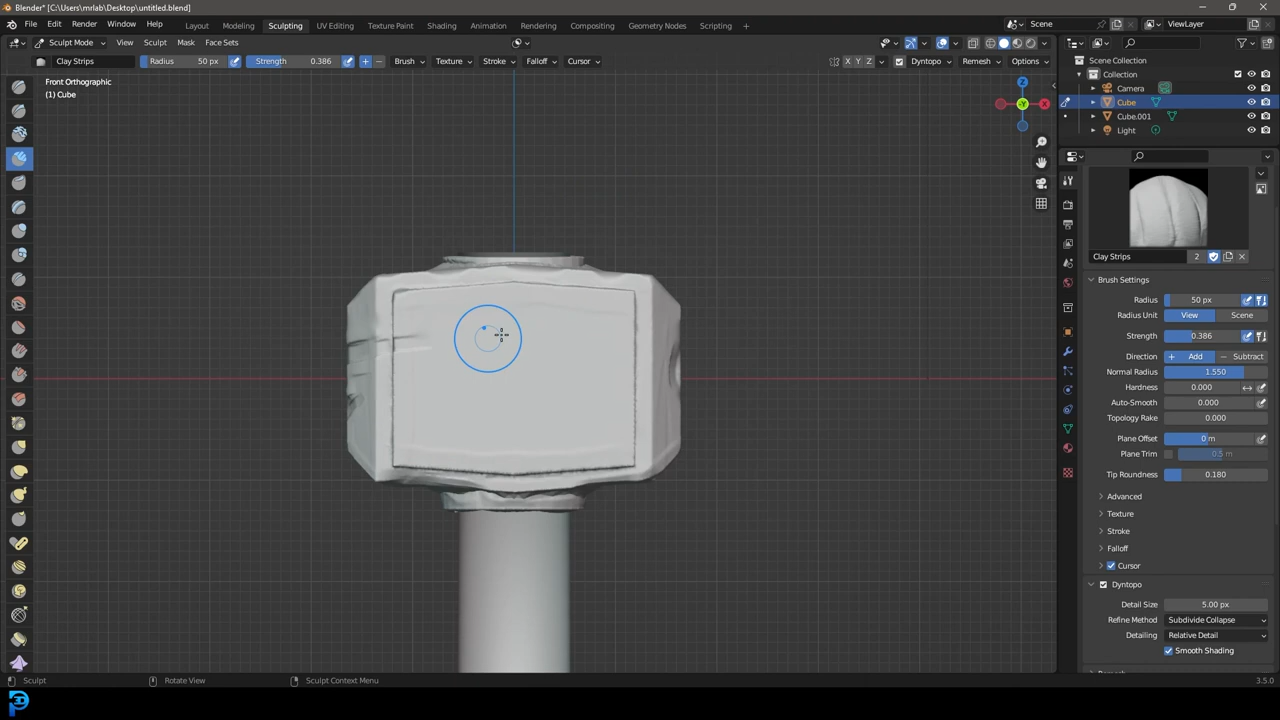 Blender* [C:\Users\mrlab\Desktop\untitled.blend]
File Edit Render Window Help Layout Modeling Sculpting UV Editing Texture Paint Shading Animation Rendering Compositing Geometry Nodes Scripting + Scene ViewLayer
Sculpt Mode View Sculpt Mask Face Sets
Clay Strips Radius 50 px Strength 0.386 + − Brush Texture Stroke Falloff Cursor X Y Z Dyntopo Remesh Options
Front Orthographic
(1) Cube
Z
Y X
Scene Collection
Collection
Camera
Cube
Cube.001
Light
Clay Strips 2
Brush Settings
Radius 50 px
Radius Unit View Scene
Strength 0.386
Direction + Add − Subtract
Normal Radius 1.550
Hardness 0.000
Auto-Smooth 0.000
Topology Rake 0.000
Plane Offset 0 m
Plane Trim 0.5 m
Tip Roundness 0.180
Advanced
Texture
Stroke
Falloff
Cursor
Dyntopo
Detail Size 5.00 px
Refine Method Subdivide Collapse
Detailing Relative Detail
Smooth Shading
Sculpt Rotate View Sculpt Context Menu 3.5.0